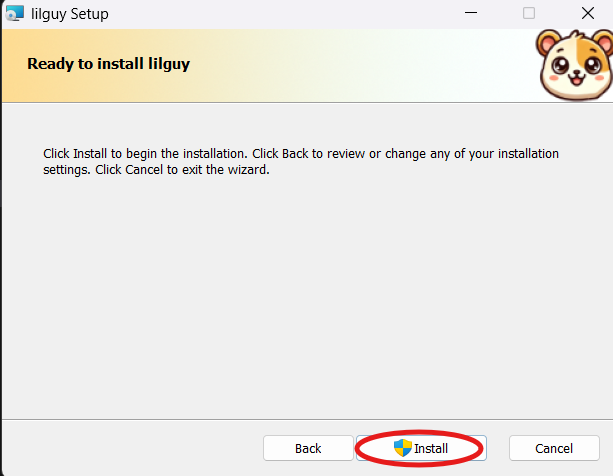 lilguy Setup
Ready to install lilguy
Click Install to begin the installation. Click Back to review or change any of your installation
settings. Click Cancel to exit the wizard.
Back
Install
Cancel